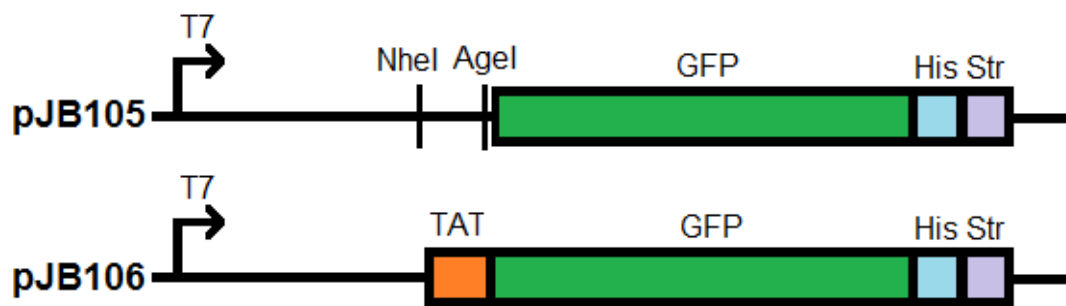 T7
NheI AgeI GFP His Str
pJB105
T7
TAT GFP His Str
pJB106